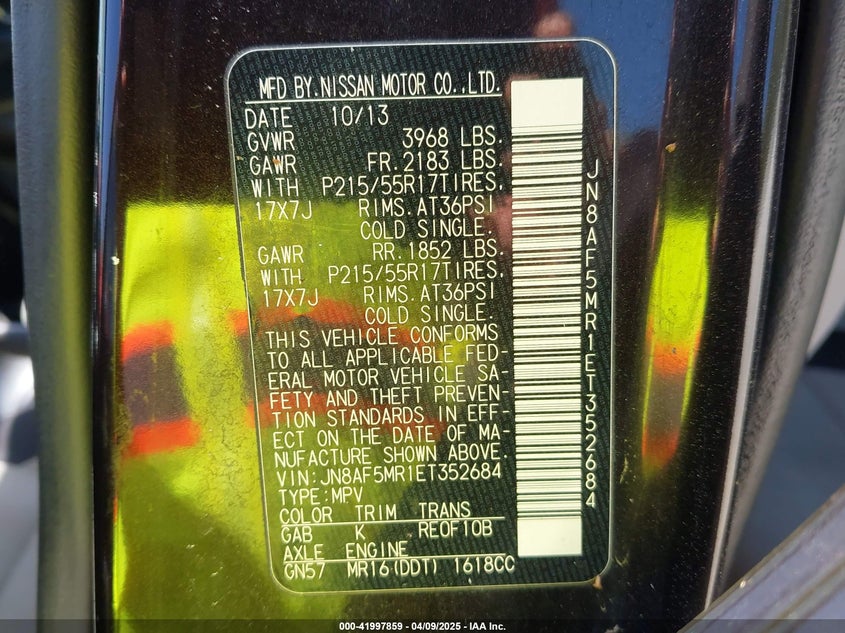 MFD BY.NISSAN MOTOR CO.,LTD.
DATE 10/13
GVWR 3968 LBS.
GAWR FR.2183 LBS.
WITH P215/55R17TIRES.
17X7J RIMS.AT36PSI
COLD SINGLE.
GAWR RR.1852 LBS.
WITH P215/55R17TIRES.
17X7J RIMS.AT36PSI
COLD SINGLE.
THIS VEHICLE CONFORMS
TO ALL APPLICABLE FED-
ERAL MOTOR VEHICLE SA-
FETY AND THEFT PREVEN-
TION STANDARDS IN EFF-
ECT ON THE DATE OF MA-
NUFACTURE SHOWN ABOVE.
VIN:JN8AF5MR1ET352684
TYPE:MPV
COLOR TRIM TRANS
GAB K RE0F10B
AXLE ENGINE
GN57 MR16(DDT) 1618CC
JN8AF5MR1ET352684
000-41997859 / 04/09/2025 - IAA Inc.